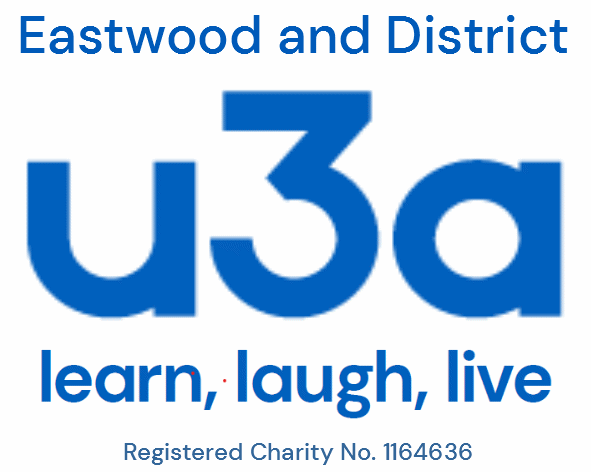 Eastwood and District
u3a
learn, laugh, live
Registered Charity No. 1164636